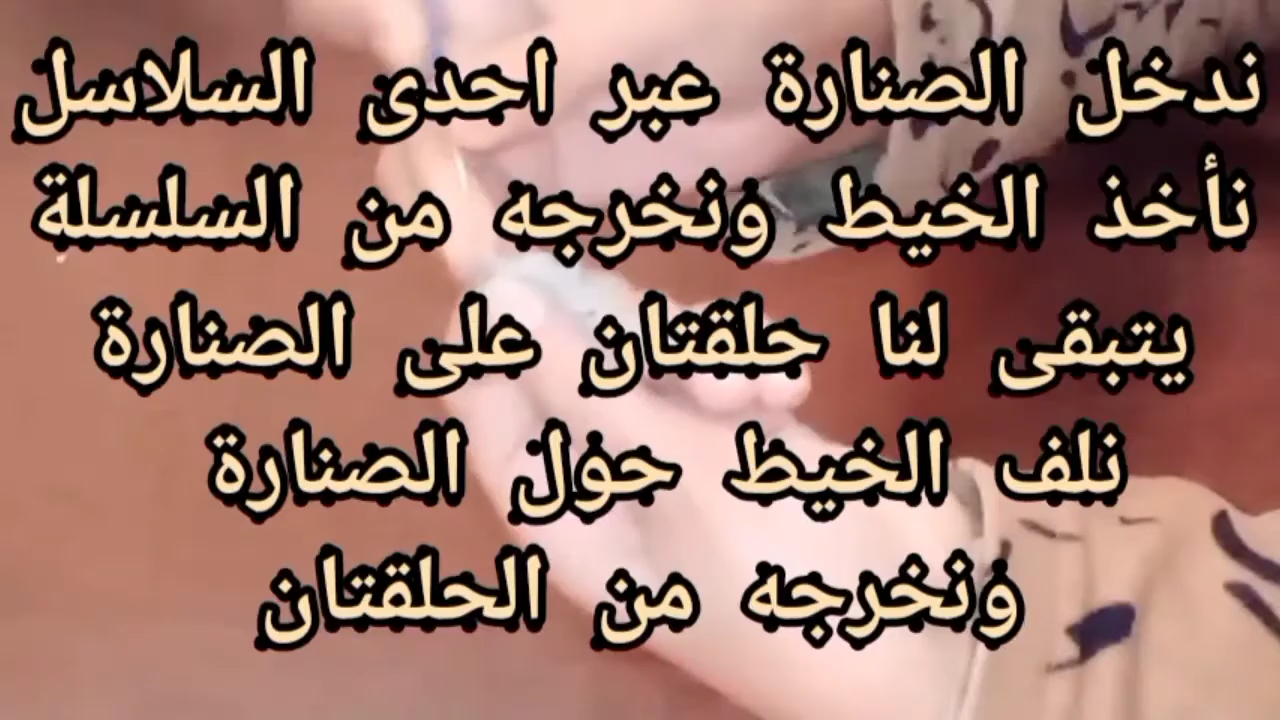 ندخل الصنارة عبر احدى السلاسل
نأخذ الخيط ونخرجه من السلسلة
يتبقى لنا حلقتان على الصنارة
نلف الخيط حول الصنارة
ونخرجه من الحلقتان